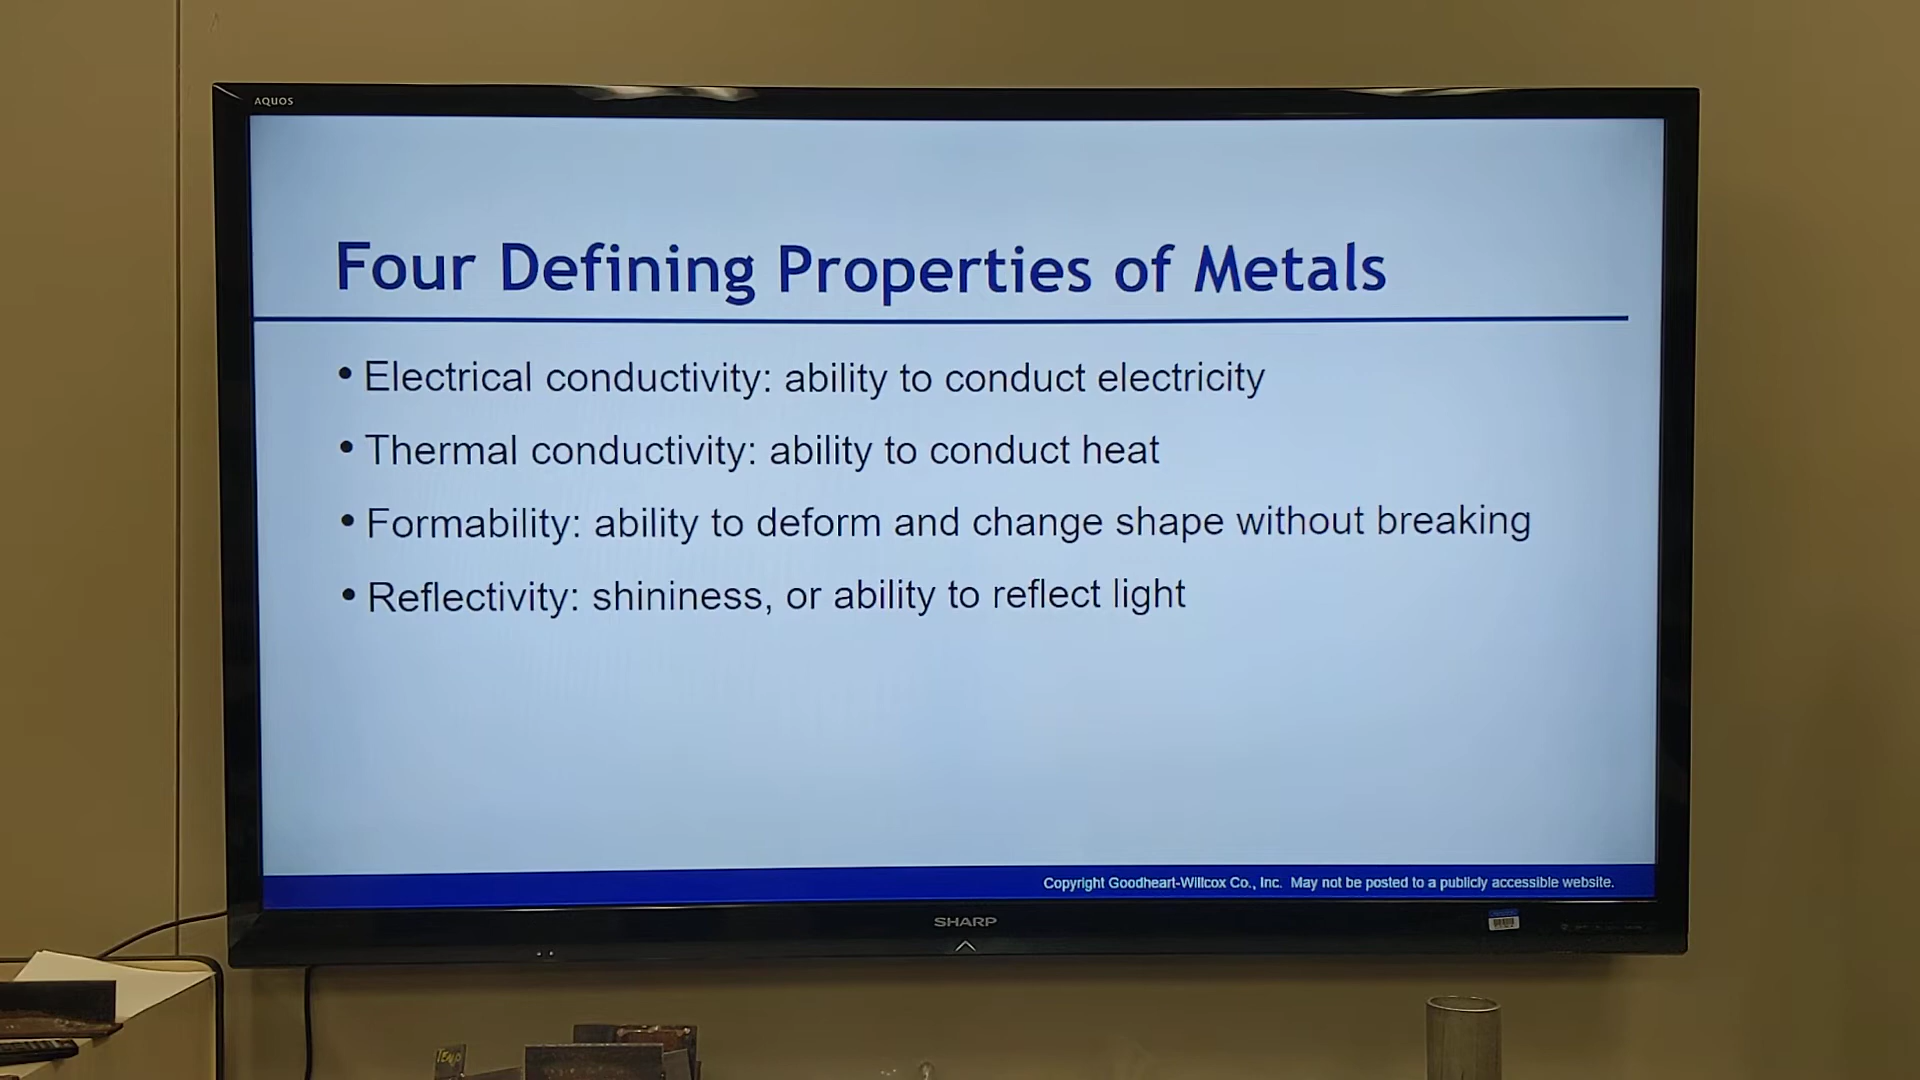 AQUOS
Four Defining Properties of Metals
• Electrical conductivity: ability to conduct electricity
• Thermal conductivity: ability to conduct heat
• Formability: ability to deform and change shape without breaking
• Reflectivity: shininess, or ability to reflect light
Copyright Goodheart-Willcox Co., Inc. May not be posted to a publicly accessible website.
SHARP